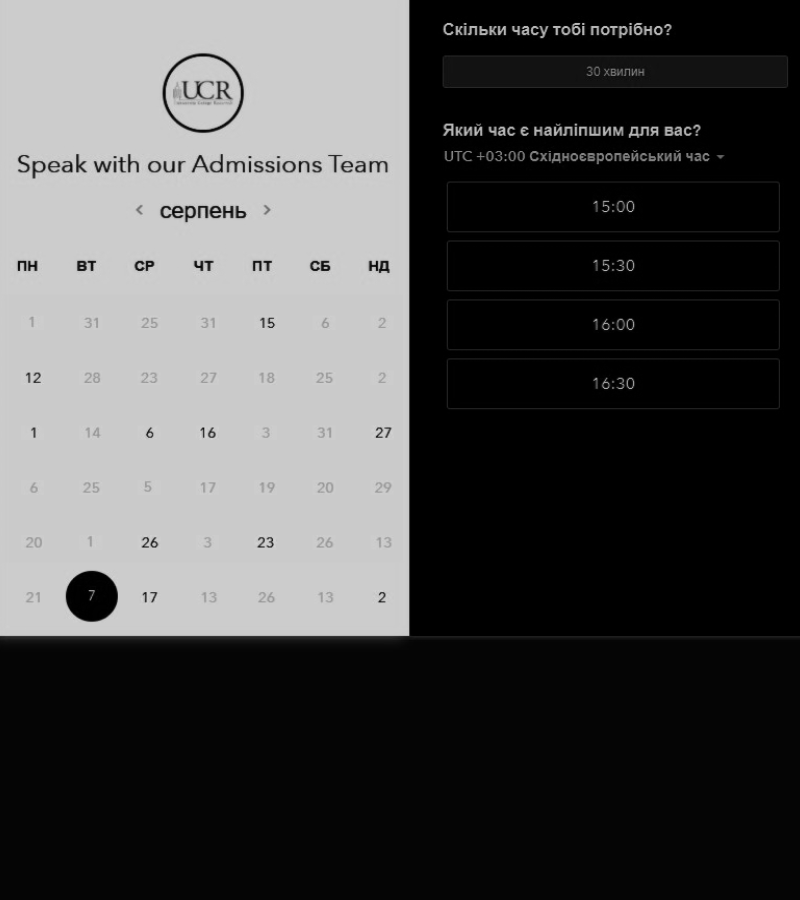 UCR
Speak with our Admissions Team
серпень
ПН ВТ СР ЧТ ПТ СБ НД
1 31 25 31 15 6 2
12 28 23 27 18 25 2
1 14 6 16 3 31 27
6 25 5 17 19 20 29
20 1 26 3 23 26 13
21 7 17 13 26 13 2
Скільки часу тобі потрібно?
30 хвилин
Який час є найліпшим для вас?
UTC +03:00 Східноєвропейський час
15:00
15:30
16:00
16:30